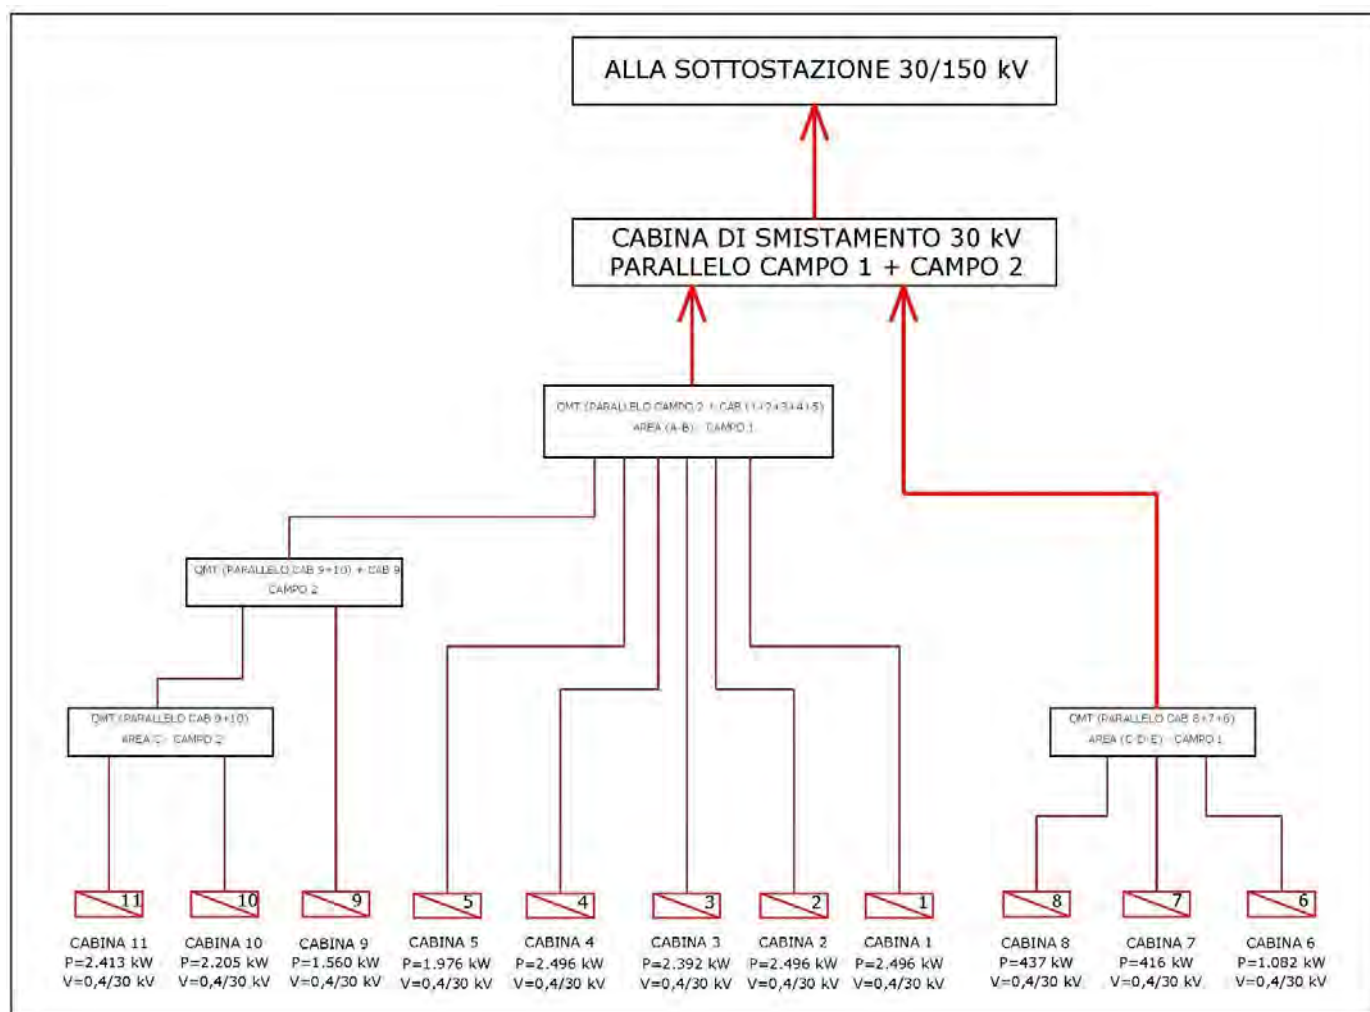 ALLA SOTTOSTAZIONE 30/150 kV
CABINA DI SMISTAMENTO 30 kV
PARALLELO CAMPO 1 + CAMPO 2
QMT (PARALLELO CAMPO 2 + CAB (1+2+3+4+5)
AREA (A-B) - CAMPO 1
QMT (PARALLELO CAB 9+10) + CAB 9
CAMPO 2
QMT (PARALLELO CAB 9+10)
AREA C - CAMPO 2
QMT (PARALLELO CAB 8+7+6)
AREA (C-D-E) - CAMPO 1
11
10
9
5
4
3
2
1
8
7
6
CABINA 11
P=2.413 kW
V=0,4/30 kV
CABINA 10
P=2.205 kW
V=0,4/30 kV
CABINA 9
P=1.560 kW
V=0,4/30 kV
CABINA 5
P=1.976 kW
V=0,4/30 kV
CABINA 4
P=2.496 kW
V=0,4/30 kV
CABINA 3
P=2.392 kW
V=0,4/30 kV
CABINA 2
P=2.496 kW
V=0,4/30 kV
CABINA 1
P=2.496 kW
V=0,4/30 kV
CABINA 8
P=437 kW
V=0,4/30 kV
CABINA 7
P=416 kW
V=0,4/30 kV
CABINA 6
P=1.082 kW
V=0,4/30 kV